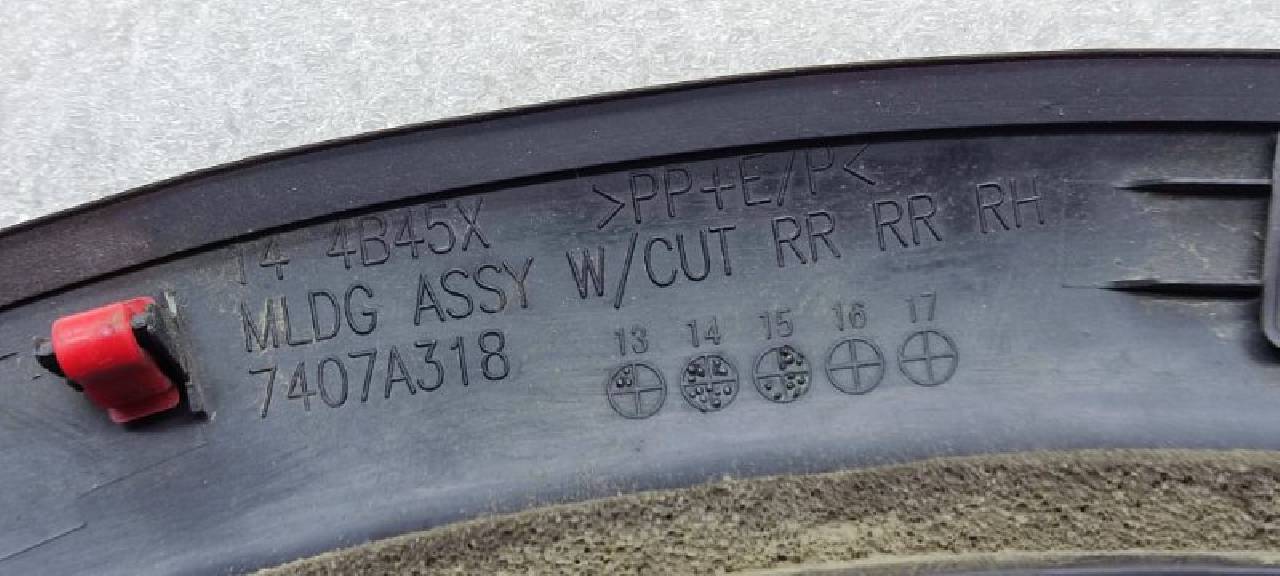 >PP+E/P<
14 4B45X
MLDG ASSY W/CUT RR RR RH
7407A318
13 14 15 16 17